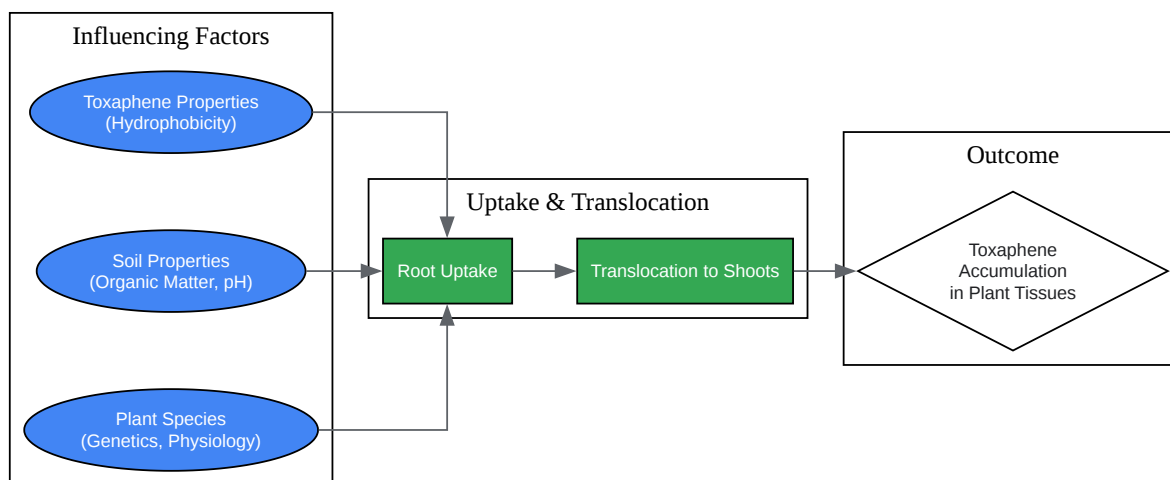 Influencing Factors
Toxaphene Properties
(Hydrophobicity)
Soil Properties
(Organic Matter, pH)
Plant Species
(Genetics, Physiology)
Uptake & Translocation
Root Uptake
Translocation to Shoots
Outcome
Toxaphene
Accumulation
in Plant Tissues